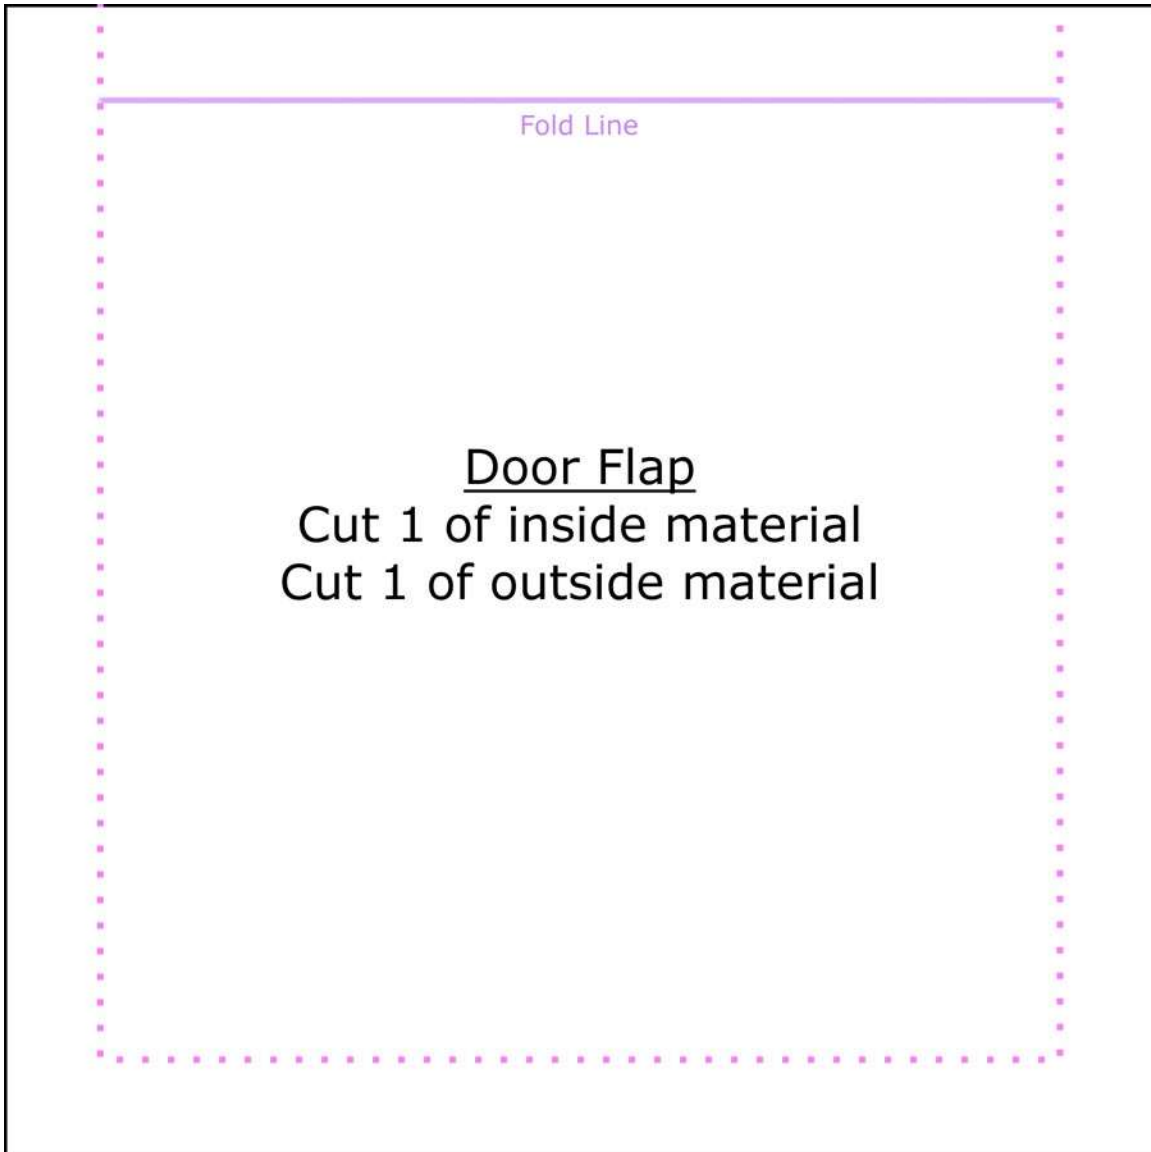 Fold Line
Door Flap
Cut 1 of inside material
Cut 1 of outside material